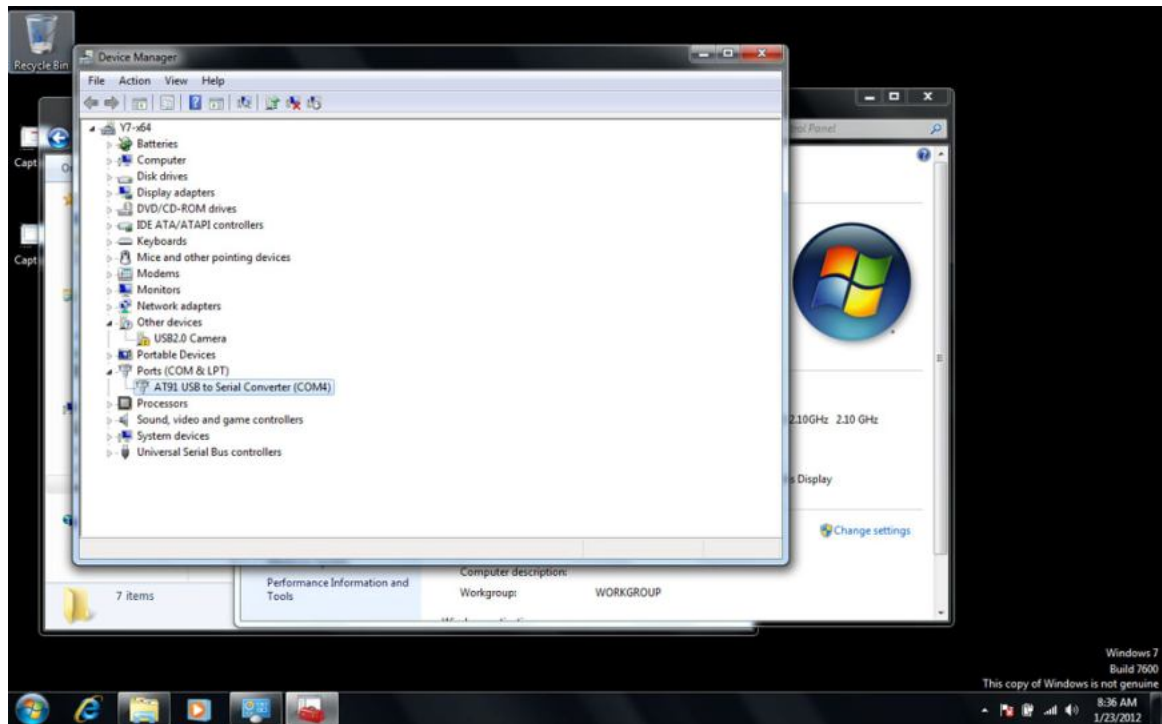 Recycle Bin
Device Manager
File Action View Help
Y7-x64
Batteries
Computer
Disk drives
Display adapters
DVD/CD-ROM drives
IDE ATA/ATAPI controllers
Keyboards
Mice and other pointing devices
Modems
Monitors
Network adapters
Other devices
USB2.0 Camera
Portable Devices
Ports (COM & LPT)
AT91 USB to Serial Converter (COM4)
Processors
Sound, video and game controllers
System devices
Universal Serial Bus controllers
Capt
Capt
Panel
2.10GHz 2.10 GHz
Display
Change settings
Computer description:
Performance Information and
Tools
Workgroup: WORKGROUP
7 items
Windows 7
Build 7600
This copy of Windows is not genuine
8:36 AM
1/23/2012